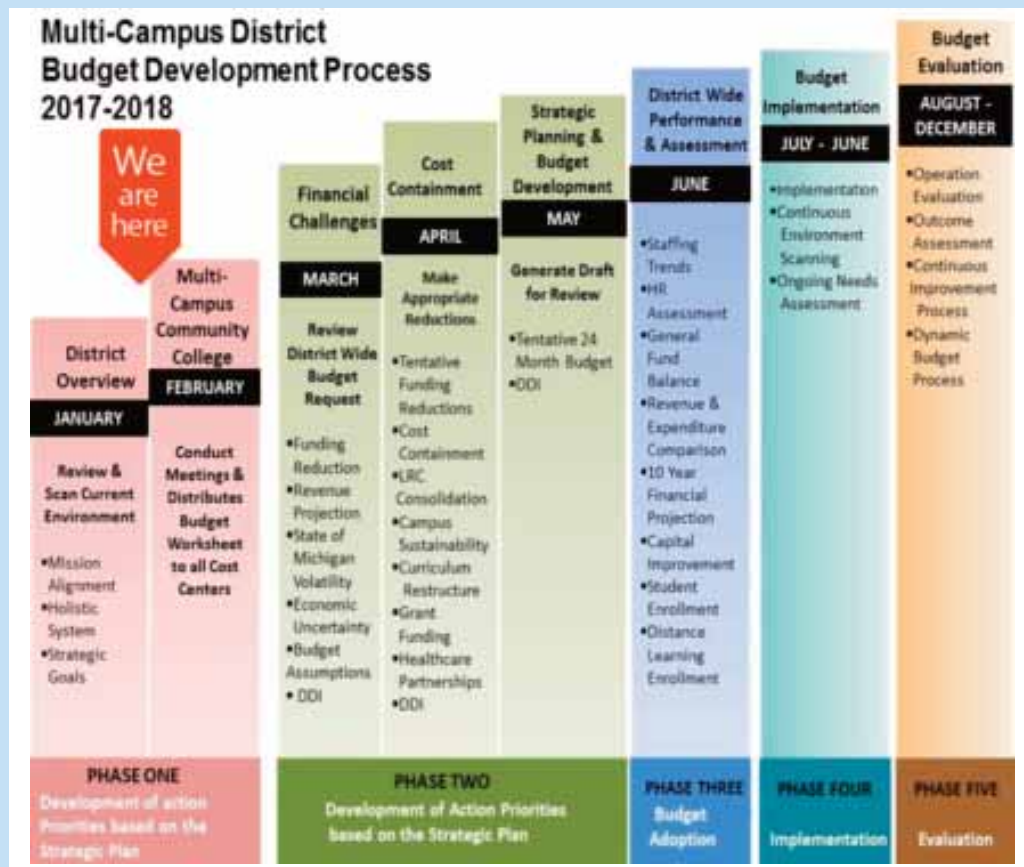 Multi-Campus District
Budget Development Process
2017-2018
We
are
here
District
Overview
JANUARY
Review &
Scan Current
Environment
•Mission
Alignment
•Holistic
System
•Strategic
Goals
Multi-
Campus
Community
College
FEBRUARY
Conduct
Meetings &
Distributes
Budget
Worksheet
to all Cost
Centers
PHASE ONE
Development of action
Priorities based on the
Strategic Plan
Financial
Challenges
MARCH
Review
District Wide
Budget
Request
•Funding
Reduction
•Revenue
Projection
•State of
Michigan
Volatility
•Economic
Uncertainty
•Budget
Assumptions
• DDI
Cost
Containment
APRIL
Make
Appropriate
Reductions
•Tentative
Funding
Reductions
•Cost
Containment
•LRC
Consolidation
•Campus
Sustainability
•Curriculum
Restructure
•Grant
Funding
•Healthcare
Partnerships
•DDI
Strategic
Planning &
Budget
Development
MAY
Generate Draft
for Review
•Tentative 24
Month Budget
•DDI
PHASE TWO
Development of Action Priorities
based on the Strategic Plan
District Wide
Performance
& Assessment
JUNE
•Staffing
Trends
•HR
Assessment
•General
Fund
Balance
•Revenue &
Expenditure
Comparison
•10 Year
Financial
Projection
•Capital
Improvement
•Student
Enrollment
•Distance
Learning
Enrollment
PHASE THREE
Budget
Adoption
Budget
Implementation
JULY - JUNE
•Implementation
•Continuous
Environment
Scanning
•Ongoing Needs
Assessment
PHASE FOUR
Implementation
Budget
Evaluation
AUGUST -
DECEMBER
•Operation
Evaluation
•Outcome
Assessment
•Continuous
Improvement
Process
•Dynamic
Budget
Process
PHASE FIVE
Evaluation